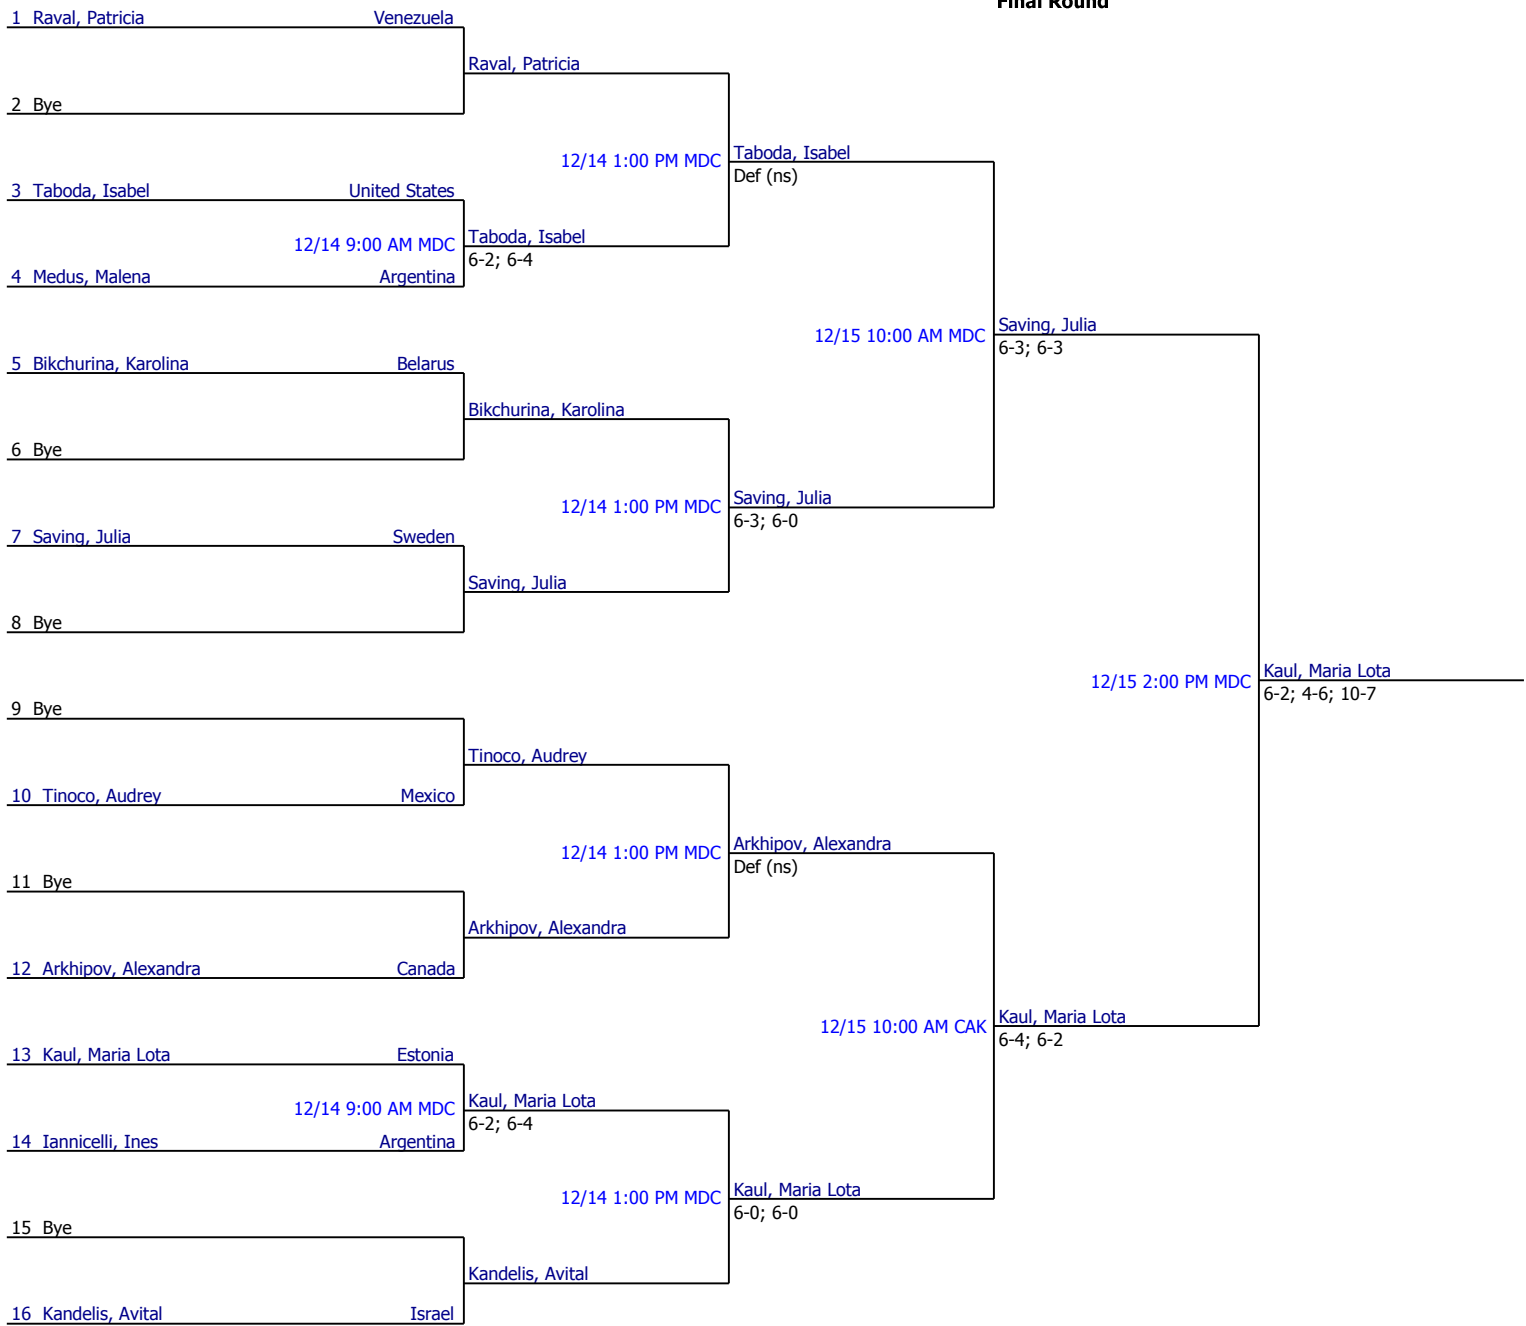 Final Round
1 Raval, Patricia Venezuela
Raval, Patricia
2 Bye
12/14 1:00 PM MDC Taboda, Isabel
Def (ns)
3 Taboda, Isabel United States
12/14 9:00 AM MDC Taboda, Isabel
6-2; 6-4
4 Medus, Malena Argentina
12/15 10:00 AM MDC Saving, Julia
6-3; 6-3
5 Bikchurina, Karolina Belarus
Bikchurina, Karolina
6 Bye
12/14 1:00 PM MDC Saving, Julia
6-3; 6-0
7 Saving, Julia Sweden
Saving, Julia
8 Bye
12/15 2:00 PM MDC Kaul, Maria Lota
6-2; 4-6; 10-7
9 Bye
Tinoco, Audrey
10 Tinoco, Audrey Mexico
12/14 1:00 PM MDC Arkhipov, Alexandra
Def (ns)
11 Bye
Arkhipov, Alexandra
12 Arkhipov, Alexandra Canada
12/15 10:00 AM CAK Kaul, Maria Lota
6-4; 6-2
13 Kaul, Maria Lota Estonia
12/14 9:00 AM MDC Kaul, Maria Lota
6-2; 6-4
14 Iannicelli, Ines Argentina
12/14 1:00 PM MDC Kaul, Maria Lota
6-0; 6-0
15 Bye
Kandelis, Avital
16 Kandelis, Avital Israel